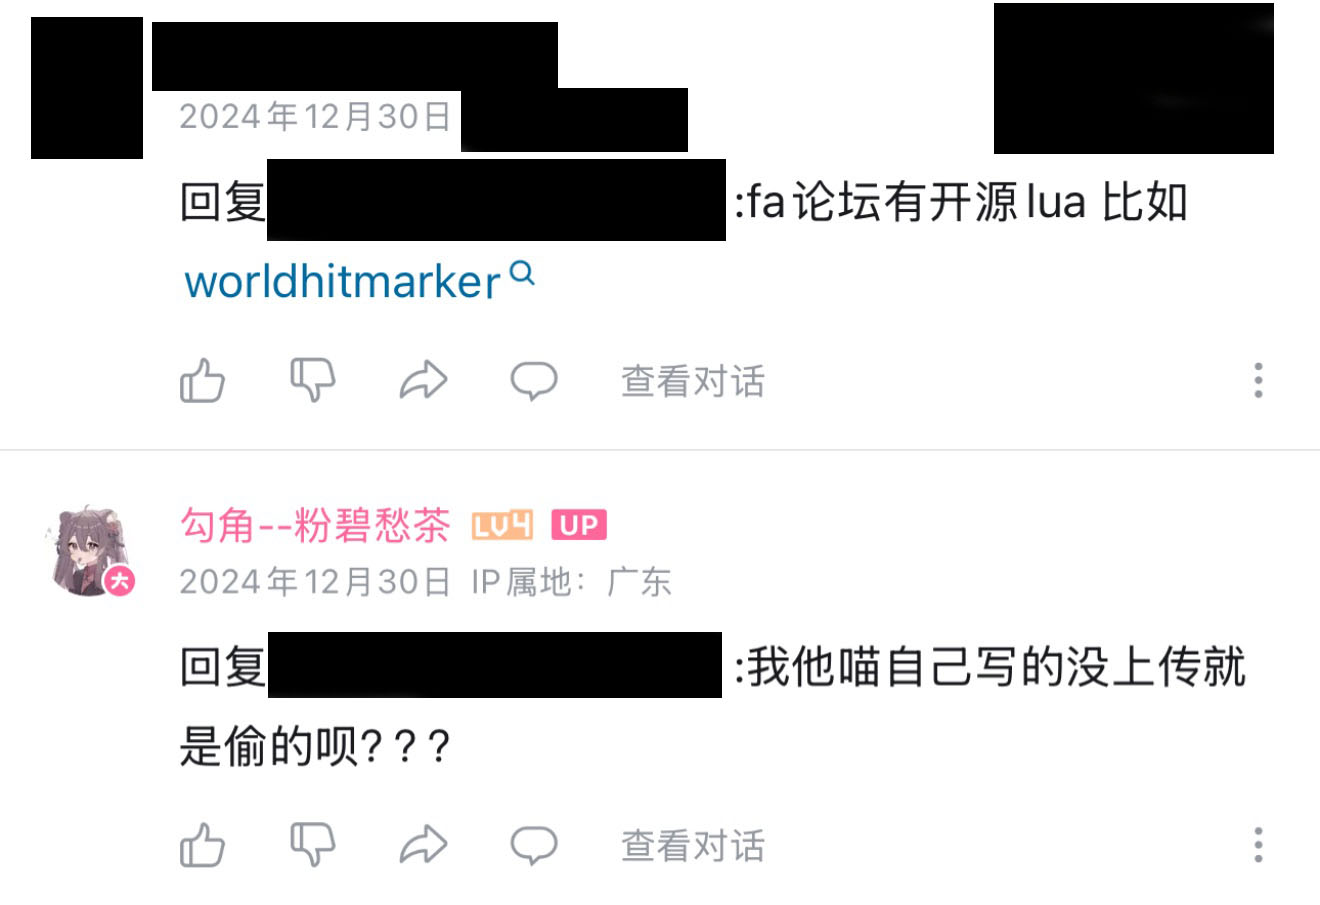 2024年12月30日
回复 :fa论坛有开源lua 比如
worldhitmarker
查看对话
勾角--粉碧愁茶 LV4 UP
2024年12月30日 IP属地：广东
回复 :我他喵自己写的没上传就
是偷的呗？？？
查看对话